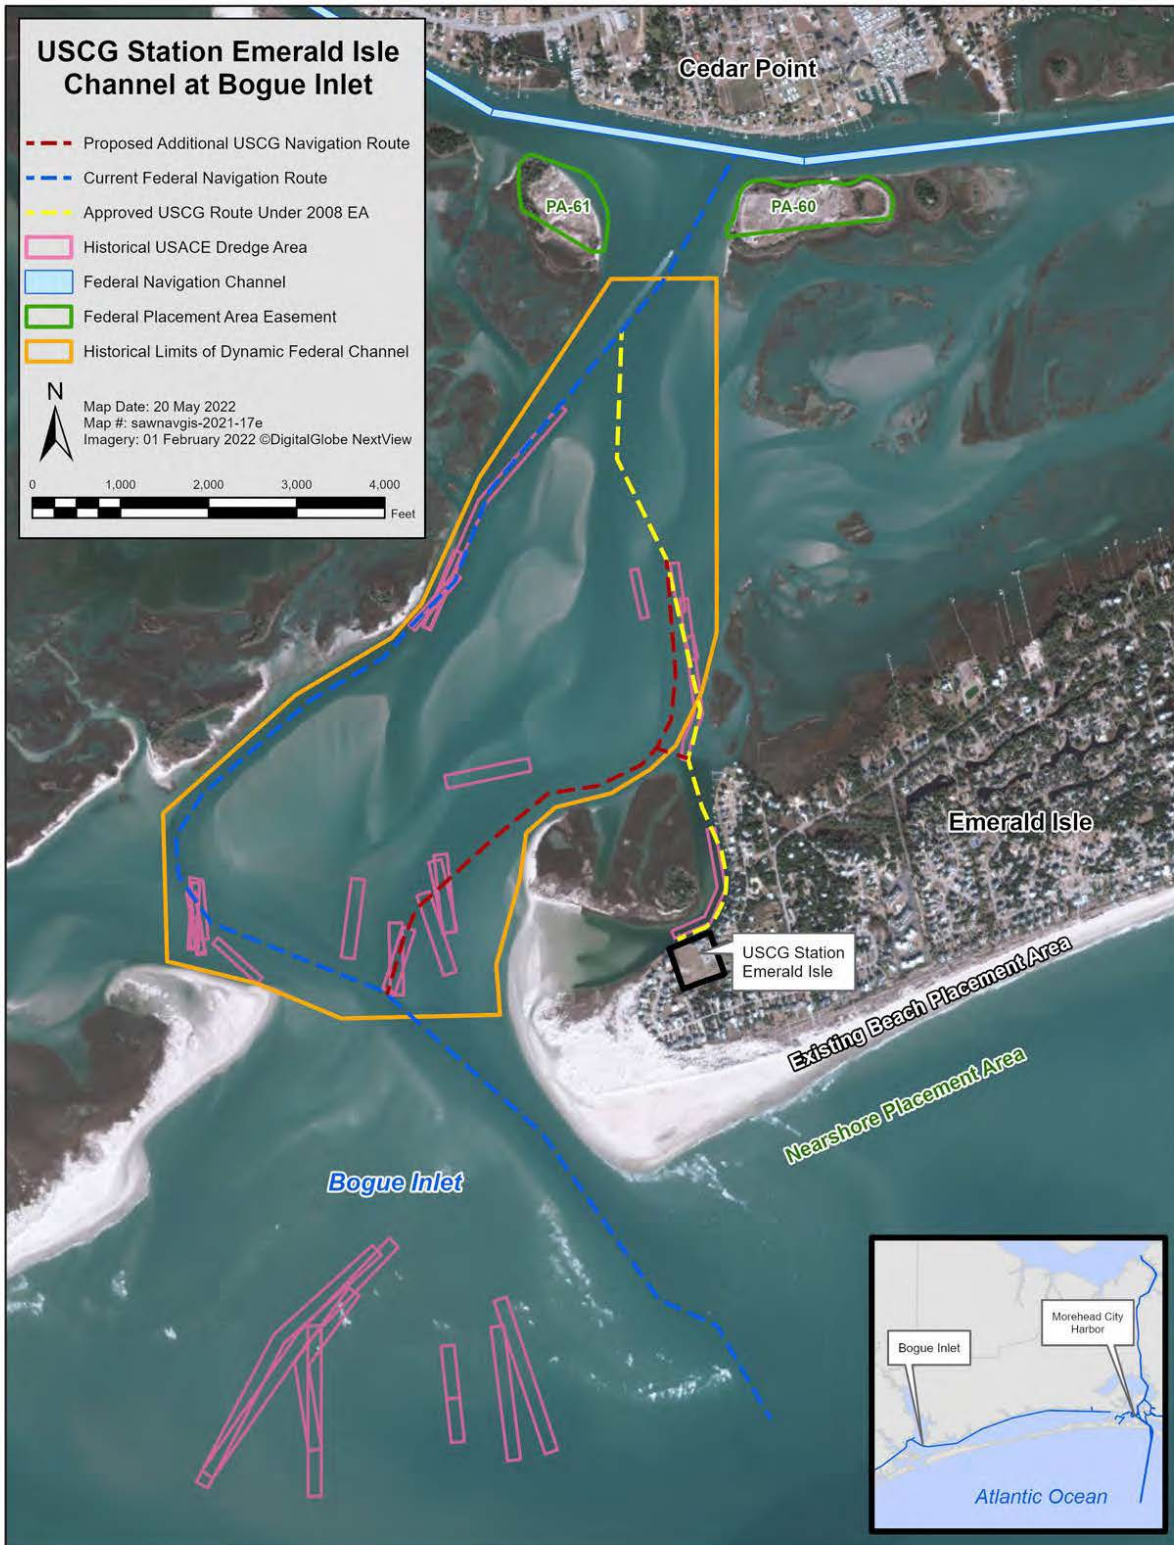 USCG Station Emerald Isle
Channel at Bogue Inlet
Proposed Additional USCG Navigation Route
Current Federal Navigation Route
Approved USCG Route Under 2008 EA
Historical USACE Dredge Area
Federal Navigation Channel
Federal Placement Area Easement
Historical Limits of Dynamic Federal Channel
N
Map Date: 20 May 2022
Map #: sawnavgis-2021-17e
Imagery: 01 February 2022 ©DigitalGlobe NextView
0 1,000 2,000 3,000 4,000
Feet
Cedar Point
PA-61
PA-60
Emerald Isle
USCG Station
Emerald Isle
Existing Beach Placement Area
Nearshore Placement Area
Bogue Inlet
Morehead City
Harbor
Bogue Inlet
Atlantic Ocean